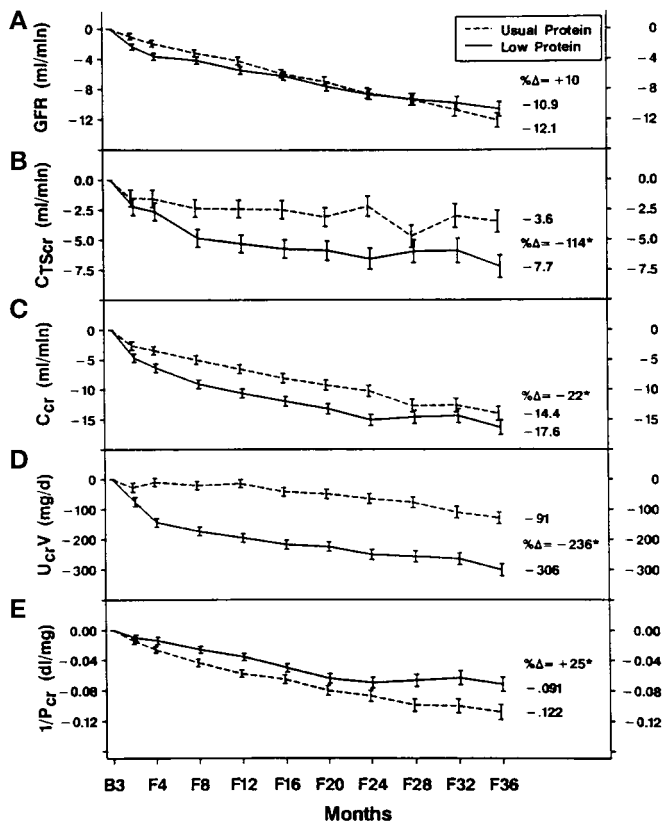 A
GFR (ml/min)
0
−4
−8
−12
Usual Protein
Low Protein
%Δ= +10
−10.9
−12.1
0
−4
−8
−12
B
CTScr (ml/min)
0.0
−2.5
−5.0
−7.5
−3.6
%Δ= −114*
−7.7
0.0
−2.5
−5.0
−7.5
C
Ccr (ml/min)
0
−5
−10
−15
%Δ= −22*
−14.4
−17.6
0
−5
−10
−15
D
UcrV (mg/d)
0
−100
−200
−300
−91
%Δ= −236*
−306
0
−100
−200
−300
E
1/Pcr (dl/mg)
0.00
−0.04
−0.08
−0.12
%Δ= +25*
−.091
−.122
0.00
−0.04
−0.08
−0.12
B3 F4 F8 F12 F16 F20 F24 F28 F32 F36
Months